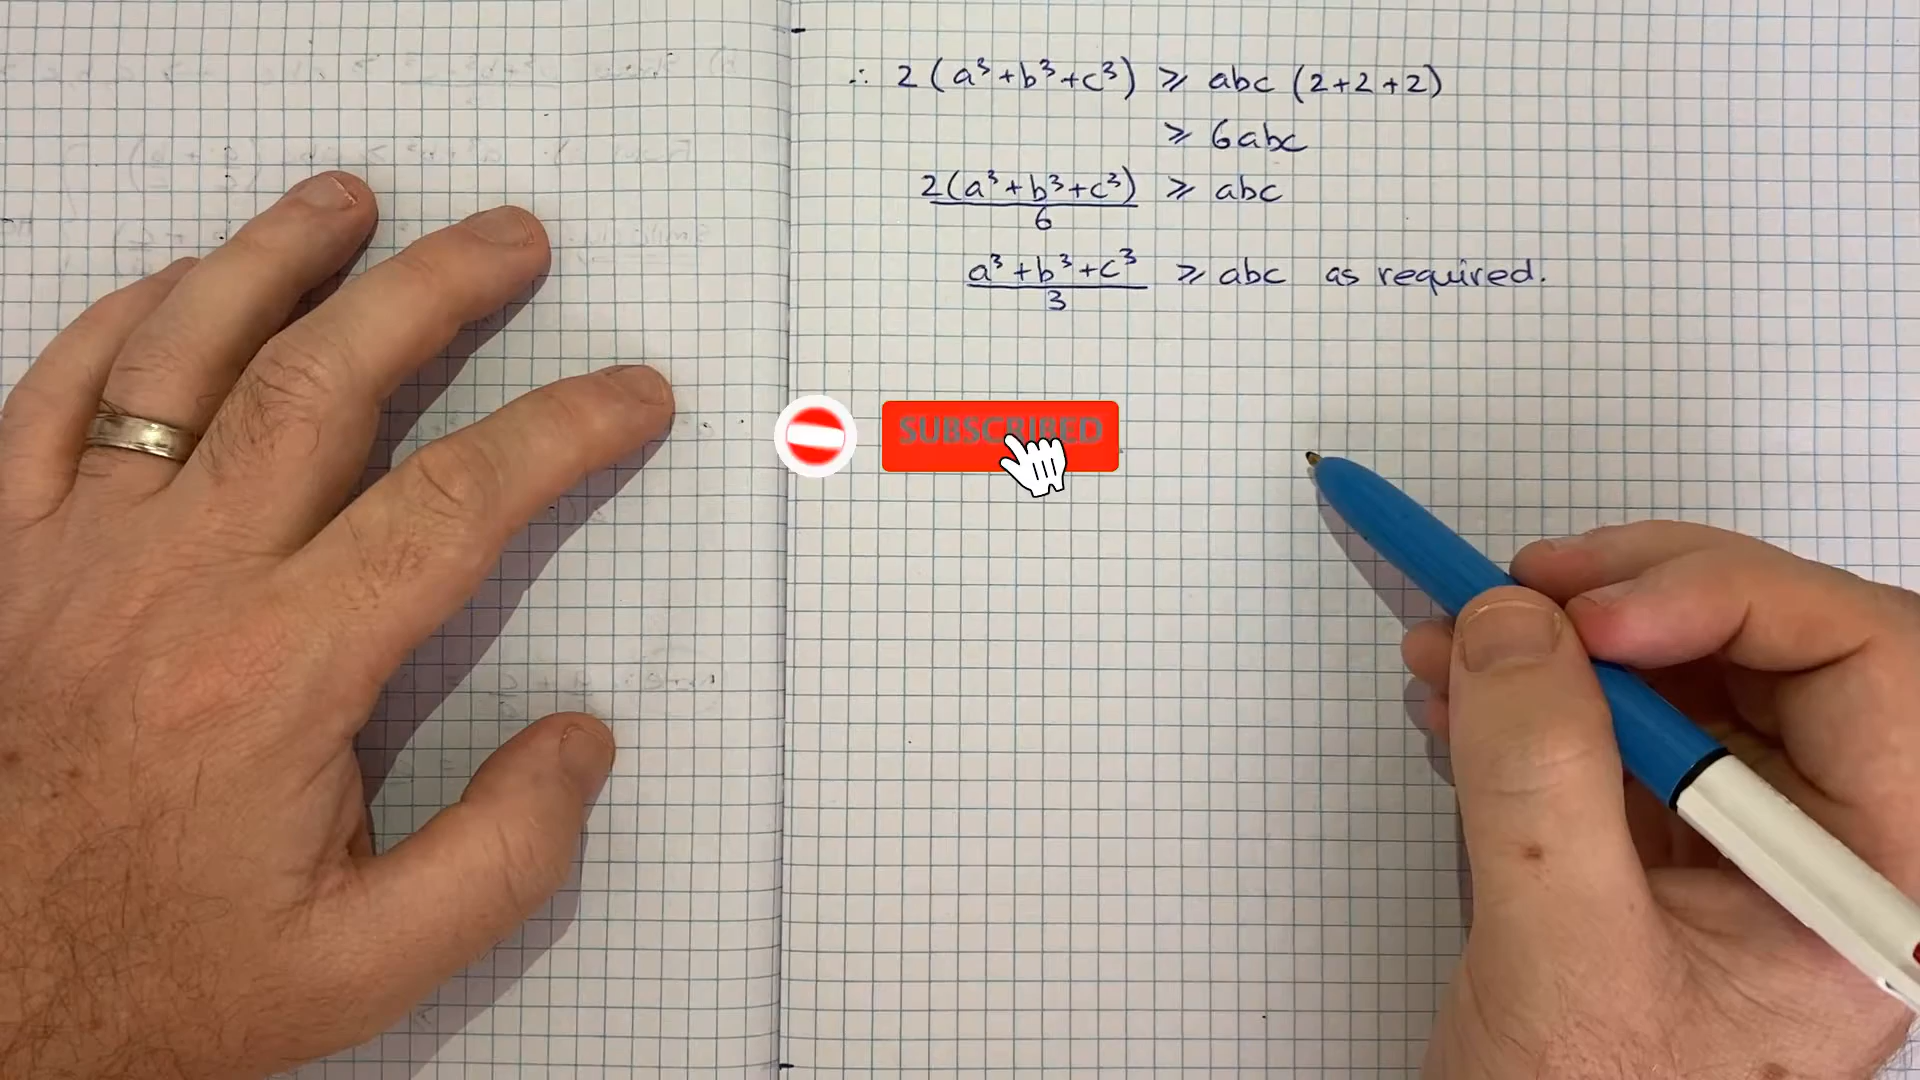 ∴ 2(a³+b³+c³) ⩾ abc (2+2+2)
⩾ 6abc
2(a³+b³+c³)/6 ⩾ abc
a³+b³+c³/3 ⩾ abc as required.
SUBSCRIBED